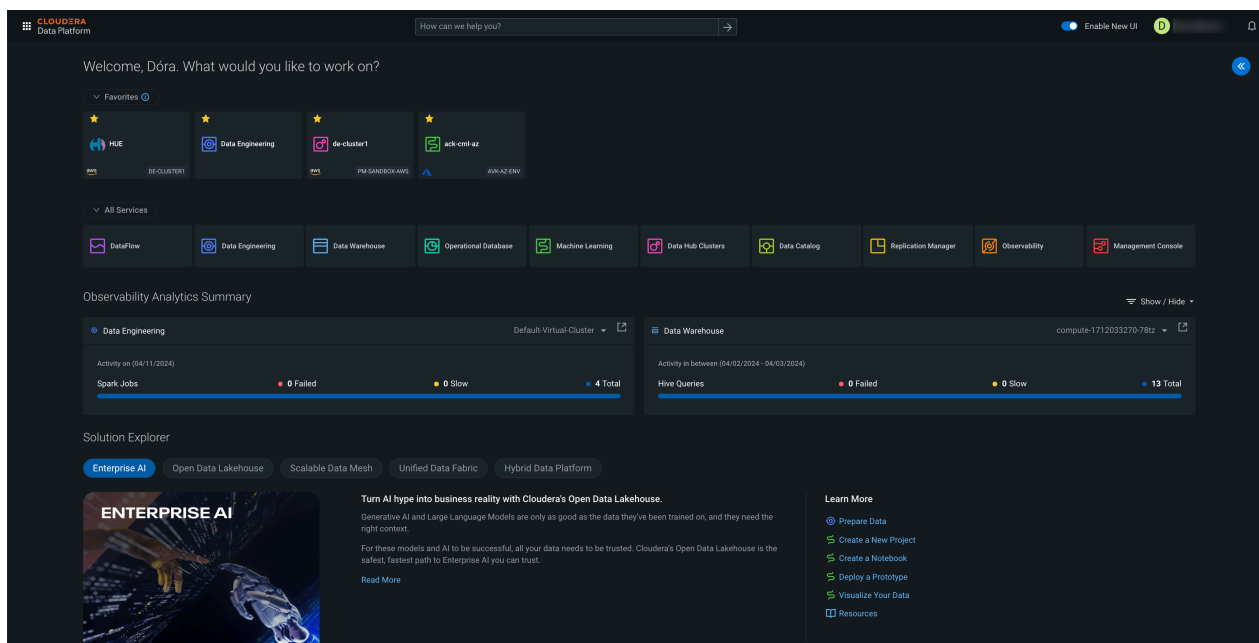 CLOUDERA
Data Platform
How can we help you?
Enable New UI
D
Welcome, Dóra. What would you like to work on?
Favorites
HUE
Data Engineering
de-cluster1
ack-cml-az
aws
DE-CLUSTER1
aws
PM-SANDBOX-AWS
AVK-AZ-ENV
All Services
DataFlow
Data Engineering
Data Warehouse
Operational Database
Machine Learning
Data Hub Clusters
Data Catalog
Replication Manager
Observability
Management Console
Observability Analytics Summary
Show / Hide
Data Engineering
Default-Virtual-Cluster
Activity on (04/11/2024)
Spark Jobs
0 Failed
0 Slow
4 Total
Data Warehouse
compute-1712033270-78tz
Activity in between (04/02/2024 - 04/03/2024)
Hive Queries
0 Failed
0 Slow
13 Total
Solution Explorer
Enterprise AI
Open Data Lakehouse
Scalable Data Mesh
Unified Data Fabric
Hybrid Data Platform
ENTERPRISE AI
Turn AI hype into business reality with Cloudera's Open Data Lakehouse.
Generative AI and Large Language Models are only as good as the data they've been trained on, and they need the
right context.
For these models and AI to be successful, all your data needs to be trusted. Cloudera's Open Data Lakehouse is the
safest, fastest path to Enterprise AI you can trust.
Read More
Learn More
Prepare Data
Create a New Project
Create a Notebook
Deploy a Prototype
Visualize Your Data
Resources